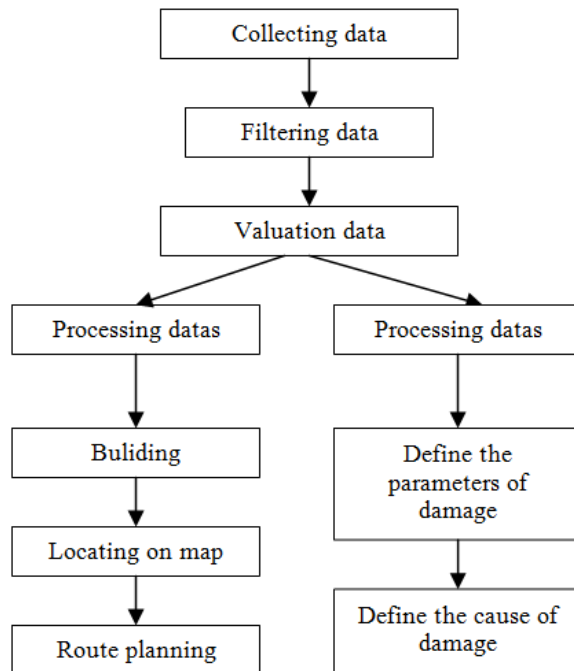 Collecting data
Filtering data
Valuation data
Processing datas
Processing datas
Buliding
Define the
parameters of
damage
Locating on map
Define the cause of
damage
Route planning